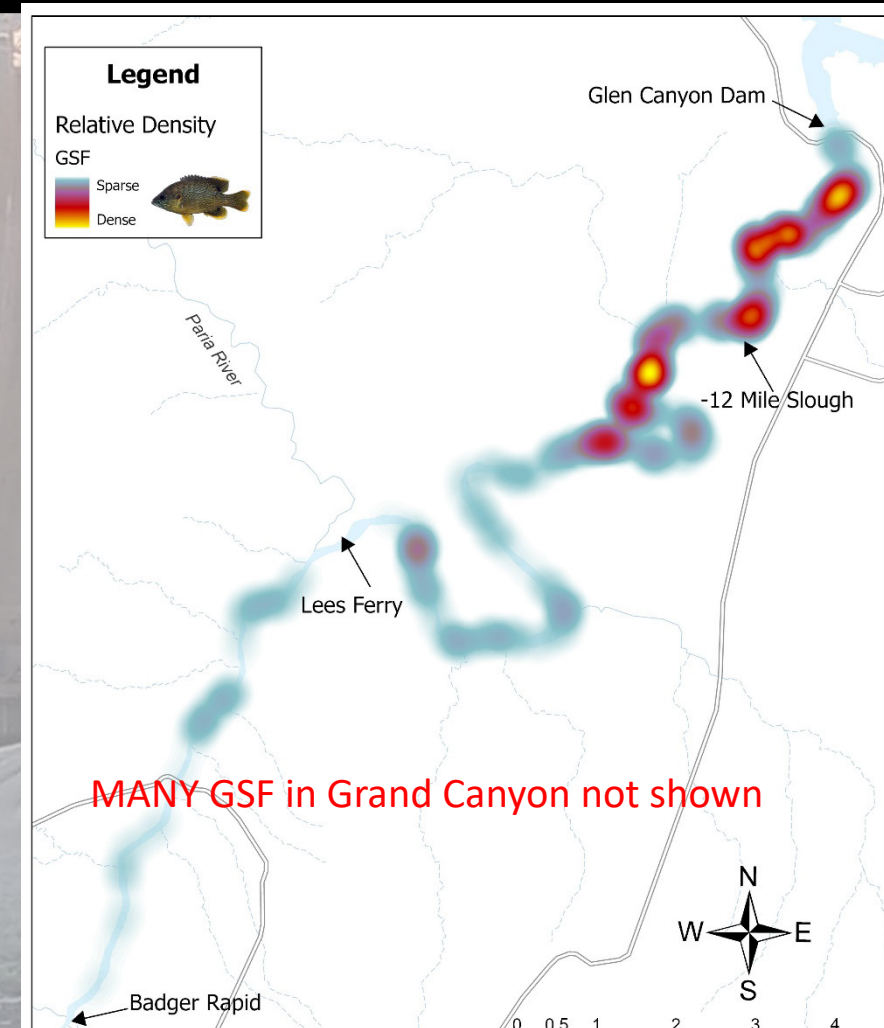 Legend
Relative Density
GSF
Sparse
Dense
Glen Canyon Dam
Paria River
-12 Mile Slough
Lees Ferry
MANY GSF in Grand Canyon not shown
N
W E
S
Badger Rapid
0 0.5 1 2 3 4